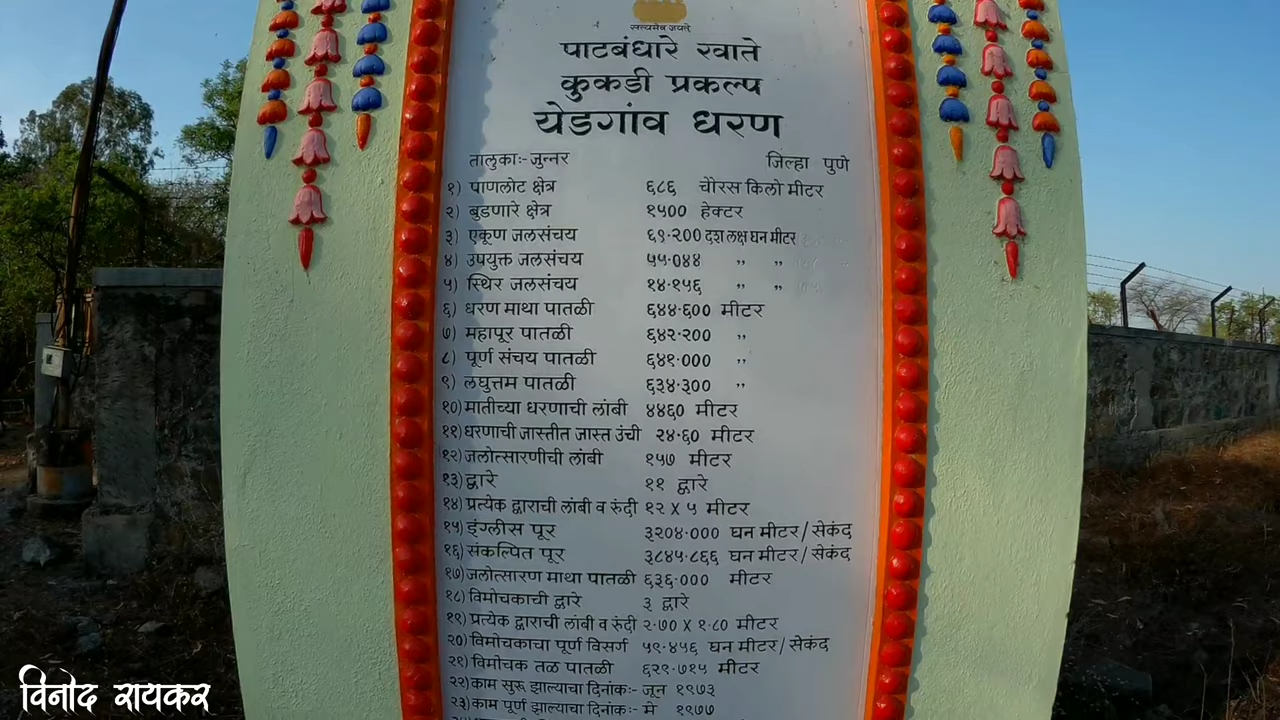 सत्यमेव जयते
पाटबंधारे खाते
कुकडी प्रकल्प
येडगांव धरण
तालुकाः-जुन्नर जिल्हा पुणे
१) पाणलोट क्षेत्र ६८६ चौरस किलो मीटर
२) बुडणारे क्षेत्र १५०० हेक्टर
३) एकूण जलसंचय ६९·२०० दश लक्ष घन मीटर
४) उपयुक्त जलसंचय ५५·०४४ " "
५) स्थिर जलसंचय १४·१५६ " "
६) धरण माथा पातळी ६४४·६०० मीटर
७) महापूर पातळी ६४२·२०० "
८) पूर्ण संचय पातळी ६४१·००० "
९) लघुत्तम पातळी ६३४·३०० "
१०) मातीच्या धरणाची लांबी ४४६० मीटर
११) धरणाची जास्तीत जास्त उंची २४·६० मीटर
१२) जलोत्सारणीची लांबी १५७ मीटर
१३) द्वारे ११ द्वारे
१४) प्रत्येक द्वाराची लांबी व रुंदी १२ X ५ मीटर
१५) इंग्लीस पूर ३२०४·००० घन मीटर/सेकंद
१६) संकल्पित पूर ३८४५·८६६ घन मीटर/सेकंद
१७) जलोत्सारण माथा पातळी ६३६·००० मीटर
१८) विमोचकाची द्वारे ३ द्वारे
१९) प्रत्येक द्वाराची लांबी व रुंदी २·७० X १·८० मीटर
२०) विमोचकाचा पूर्ण विसर्ग ५९·४५६ घन मीटर/सेकंद
२१) विमोचक तळ पातळी ६२९·७१५ मीटर
२२) काम सुरू झाल्याचा दिनांकः- जून १९७३
२३) काम पूर्ण झाल्याचा दिनांकः- मे १९७७
विनोद रायकर